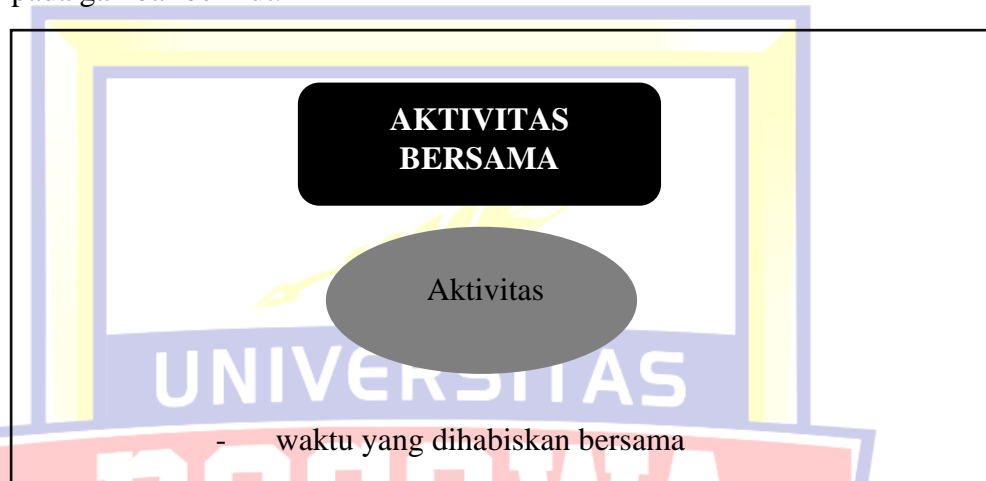 AKTIVITAS
BERSAMA
Aktivitas
UNIVERSITAS
- waktu yang dihabiskan bersama